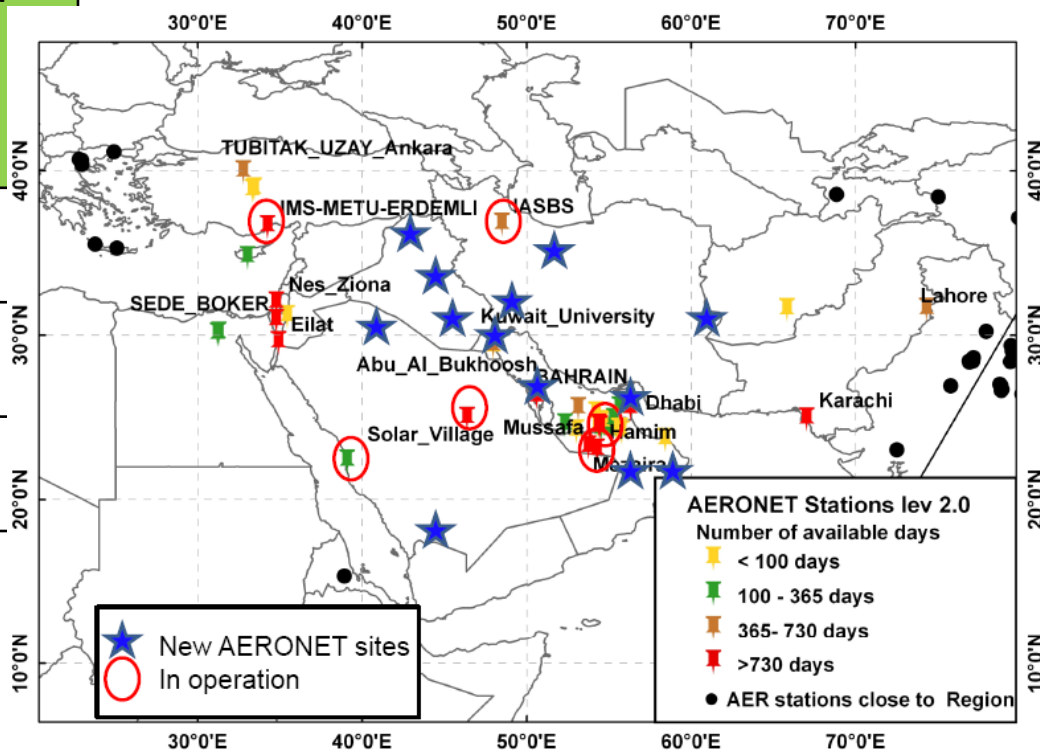 30°0'E 40°0'E 50°0'E 60°0'E 70°0'E
TUBITAK_UZAY_Ankara
40°0'N 40°0'N
IMS-METU-ERDEMLI IASBS
Nes_Ziona
SEDE_BOKER Lahore
Kuwait_University
Eilat
30°0'N 30°0'N
Abu_Al_Bukhoosh
BAHRAIN
Dhabi Karachi
Mussafa Hamim
Solar_Village
Mezaira
20°0'N 20°0'N
AERONET Stations lev 2.0
Number of available days
< 100 days
100 - 365 days
365- 730 days
>730 days
AER stations close to Region
New AERONET sites
In operation
10°0'N 10°0'N
30°0'E 40°0'E 50°0'E 60°0'E 70°0'E